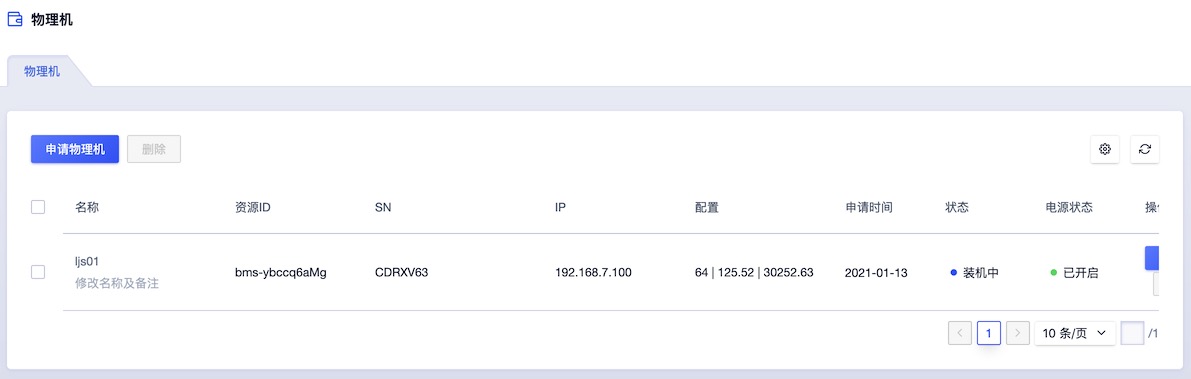 物理机
物理机
申请物理机 删除
名称 资源ID SN IP 配置 申请时间 状态 电源状态
ljs01 bms-ybccq6aMg CDRXV63 192.168.7.100 64 | 125.52 | 30252.63 2021-01-13 装机中 已开启
修改名称及备注
1 10 条/页 /1